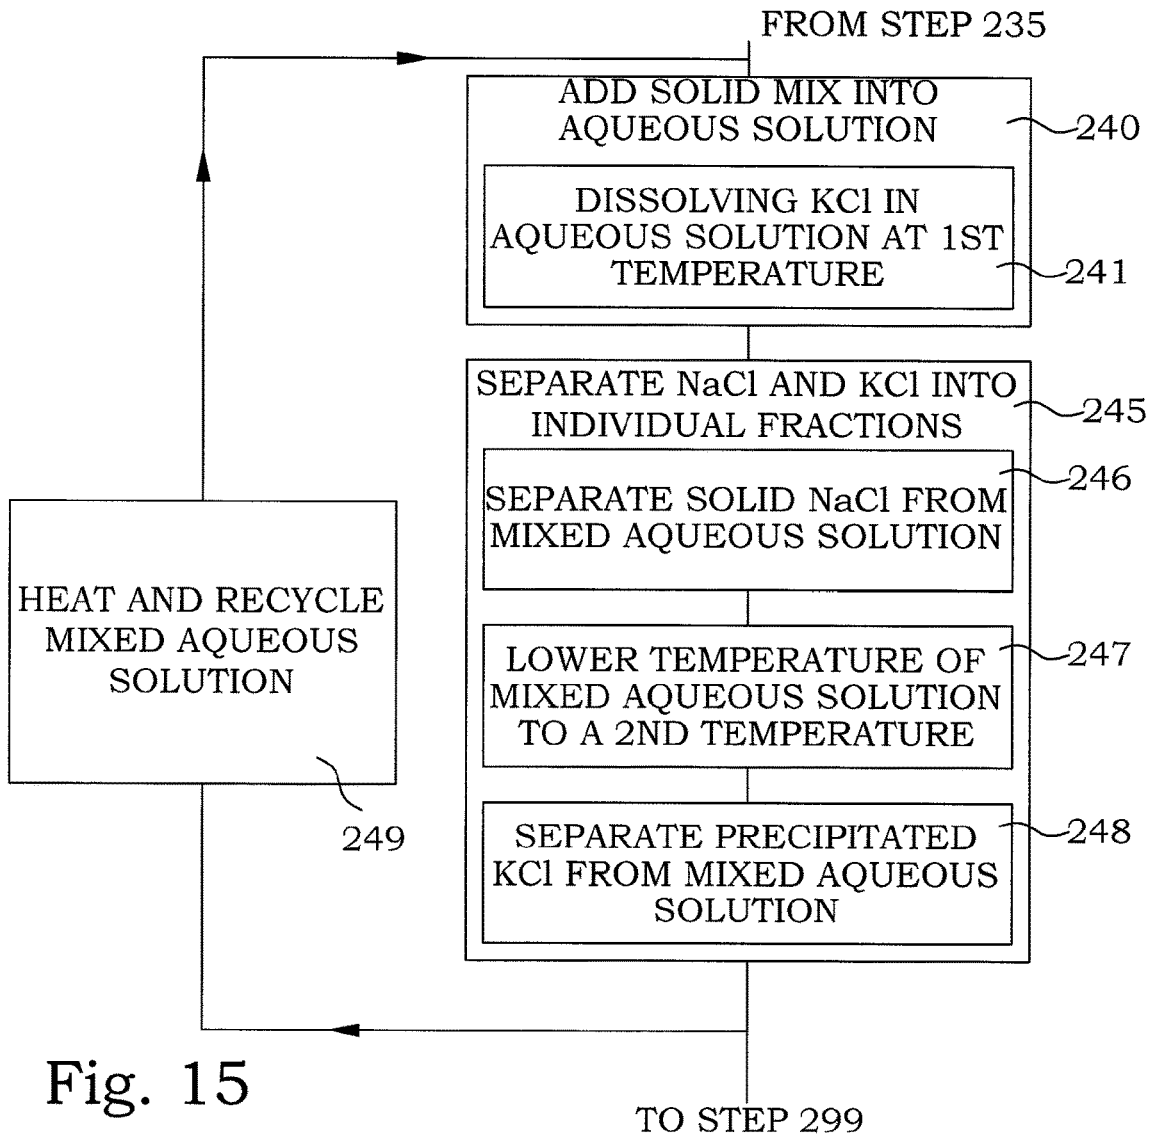 FROM STEP 235
ADD SOLID MIX INTO
AQUEOUS SOLUTION
240
DISSOLVING KCl IN
AQUEOUS SOLUTION AT 1ST
TEMPERATURE
241
SEPARATE NaCl AND KCl INTO
INDIVIDUAL FRACTIONS
245
SEPARATE SOLID NaCl FROM
MIXED AQUEOUS SOLUTION
246
LOWER TEMPERATURE OF
MIXED AQUEOUS SOLUTION
TO A 2ND TEMPERATURE
247
SEPARATE PRECIPITATED
KCl FROM MIXED AQUEOUS
SOLUTION
248
HEAT AND RECYCLE
MIXED AQUEOUS
SOLUTION
249
Fig. 15
TO STEP 299